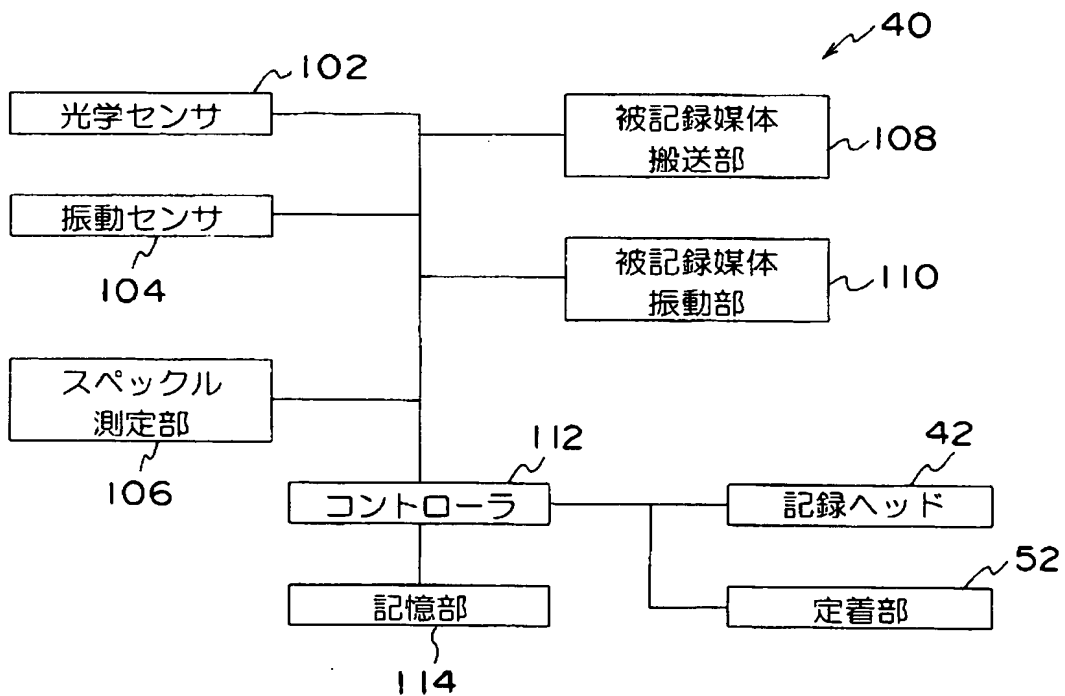 40
102
光学センサ
被記録媒体
搬送部
108
振動センサ
104
被記録媒体
振動部
110
スペックル
測定部
106
112
コントローラ
42
記録ヘッド
52
定着部
記憶部
114